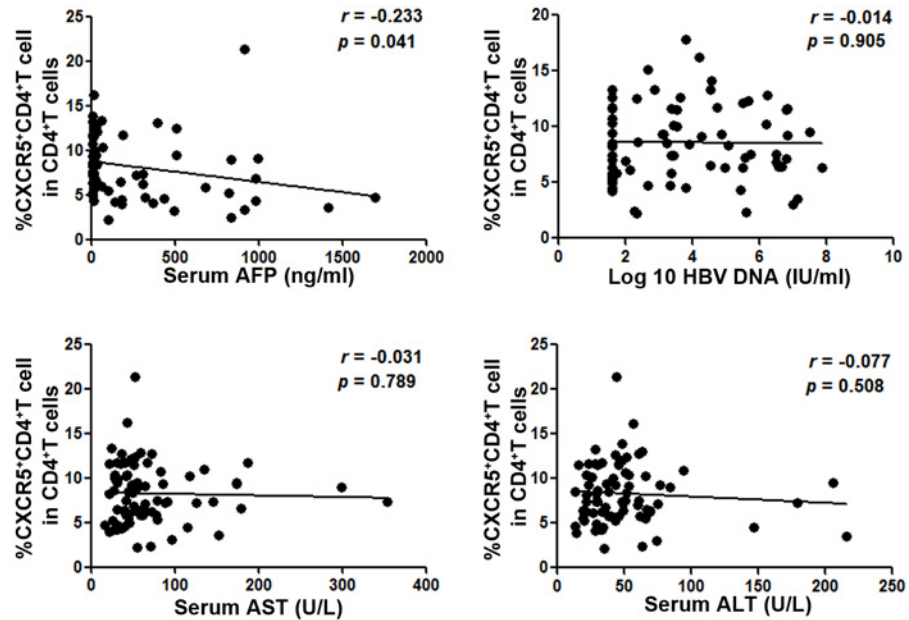 r = -0.233
p = 0.041
%CXCR5⁺CD4⁺T cell
in CD4⁺T cells
25
20
15
10
5
0
0 500 1000 1500 2000
Serum AFP (ng/ml)
r = -0.014
p = 0.905
%CXCR5⁺CD4⁺T cell
in CD4⁺T cells
20
15
10
5
0
0 2 4 6 8 10
Log 10 HBV DNA (IU/ml)
r = -0.031
p = 0.789
%CXCR5⁺CD4⁺T cell
in CD4⁺T cells
25
20
15
10
5
0
0 100 200 300 400
Serum AST (U/L)
r = -0.077
p = 0.508
%CXCR5⁺CD4⁺T cell
in CD4⁺T cells
25
20
15
10
5
0
0 50 100 150 200 250
Serum ALT (U/L)